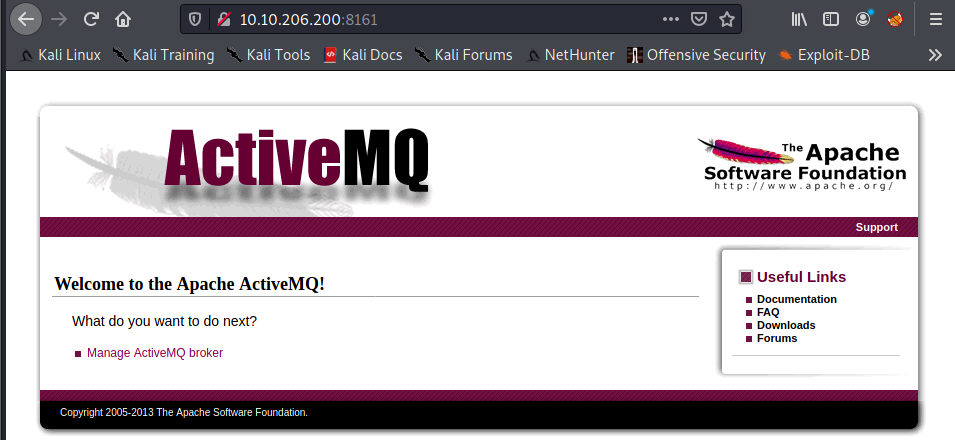 10.10.206.200:8161
Kali Linux Kali Training Kali Tools Kali Docs Kali Forums NetHunter Offensive Security Exploit-DB
ActiveMQ
The Apache
Software Foundation
http://www.apache.org/
Support
Welcome to the Apache ActiveMQ!
What do you want to do next?
Manage ActiveMQ broker
Useful Links
Documentation
FAQ
Downloads
Forums
Copyright 2005-2013 The Apache Software Foundation.